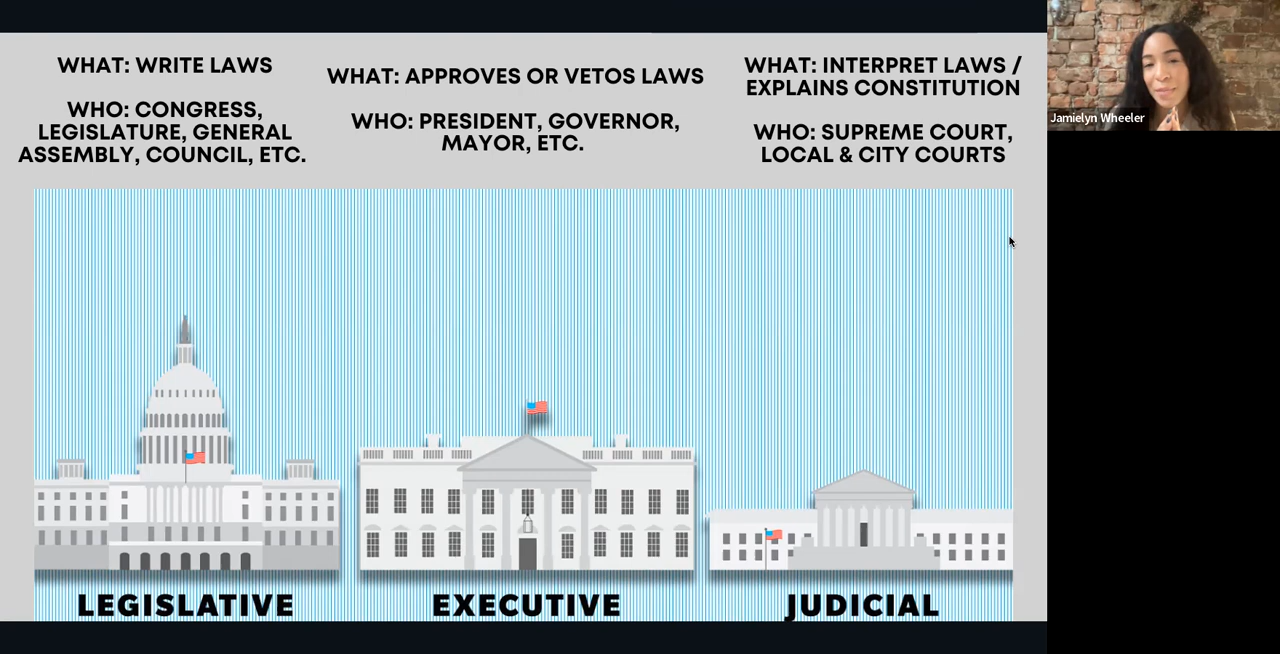 WHAT: WRITE LAWS
WHO: CONGRESS,
LEGISLATURE, GENERAL
ASSEMBLY, COUNCIL, ETC.
WHAT: APPROVES OR VETOS LAWS
WHO: PRESIDENT, GOVERNOR,
MAYOR, ETC.
WHAT: INTERPRET LAWS /
EXPLAINS CONSTITUTION
WHO: SUPREME COURT,
LOCAL & CITY COURTS
Jamielyn Wheeler
LEGISLATIVE
EXECUTIVE
JUDICIAL